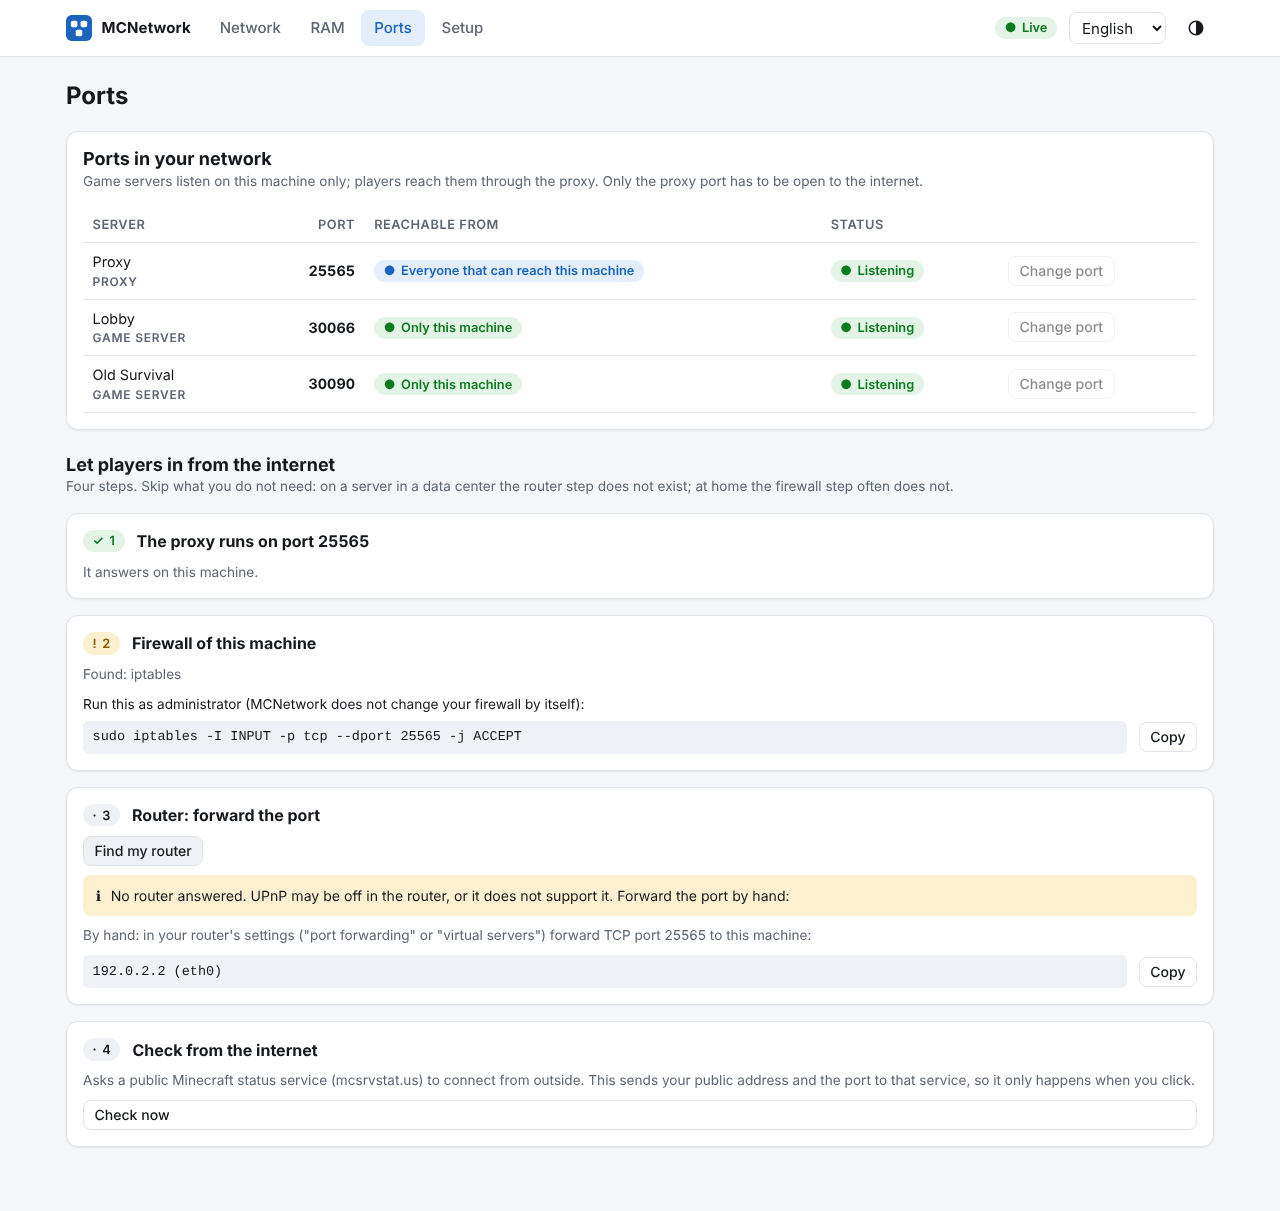 MCNetwork
Network
RAM
Ports
Setup
Live
English
Ports
Ports in your network
Game servers listen on this machine only; players reach them through the proxy. Only the proxy port has to be open to the internet.
SERVER PORT REACHABLE FROM STATUS
Proxy
PROXY
25565
Everyone that can reach this machine
Listening
Change port
Lobby
GAME SERVER
30066
Only this machine
Listening
Change port
Old Survival
GAME SERVER
30090
Only this machine
Listening
Change port
Let players in from the internet
Four steps. Skip what you do not need: on a server in a data center the router step does not exist; at home the firewall step often does not.
✓ 1 The proxy runs on port 25565
It answers on this machine.
! 2 Firewall of this machine
Found: iptables
Run this as administrator (MCNetwork does not change your firewall by itself):
sudo iptables -I INPUT -p tcp --dport 25565 -j ACCEPT
Copy
· 3 Router: forward the port
Find my router
ℹ No router answered. UPnP may be off in the router, or it does not support it. Forward the port by hand:
By hand: in your router's settings ("port forwarding" or "virtual servers") forward TCP port 25565 to this machine:
192.0.2.2 (eth0)
Copy
· 4 Check from the internet
Asks a public Minecraft status service (mcsrvstat.us) to connect from outside. This sends your public address and the port to that service, so it only happens when you click.
Check now